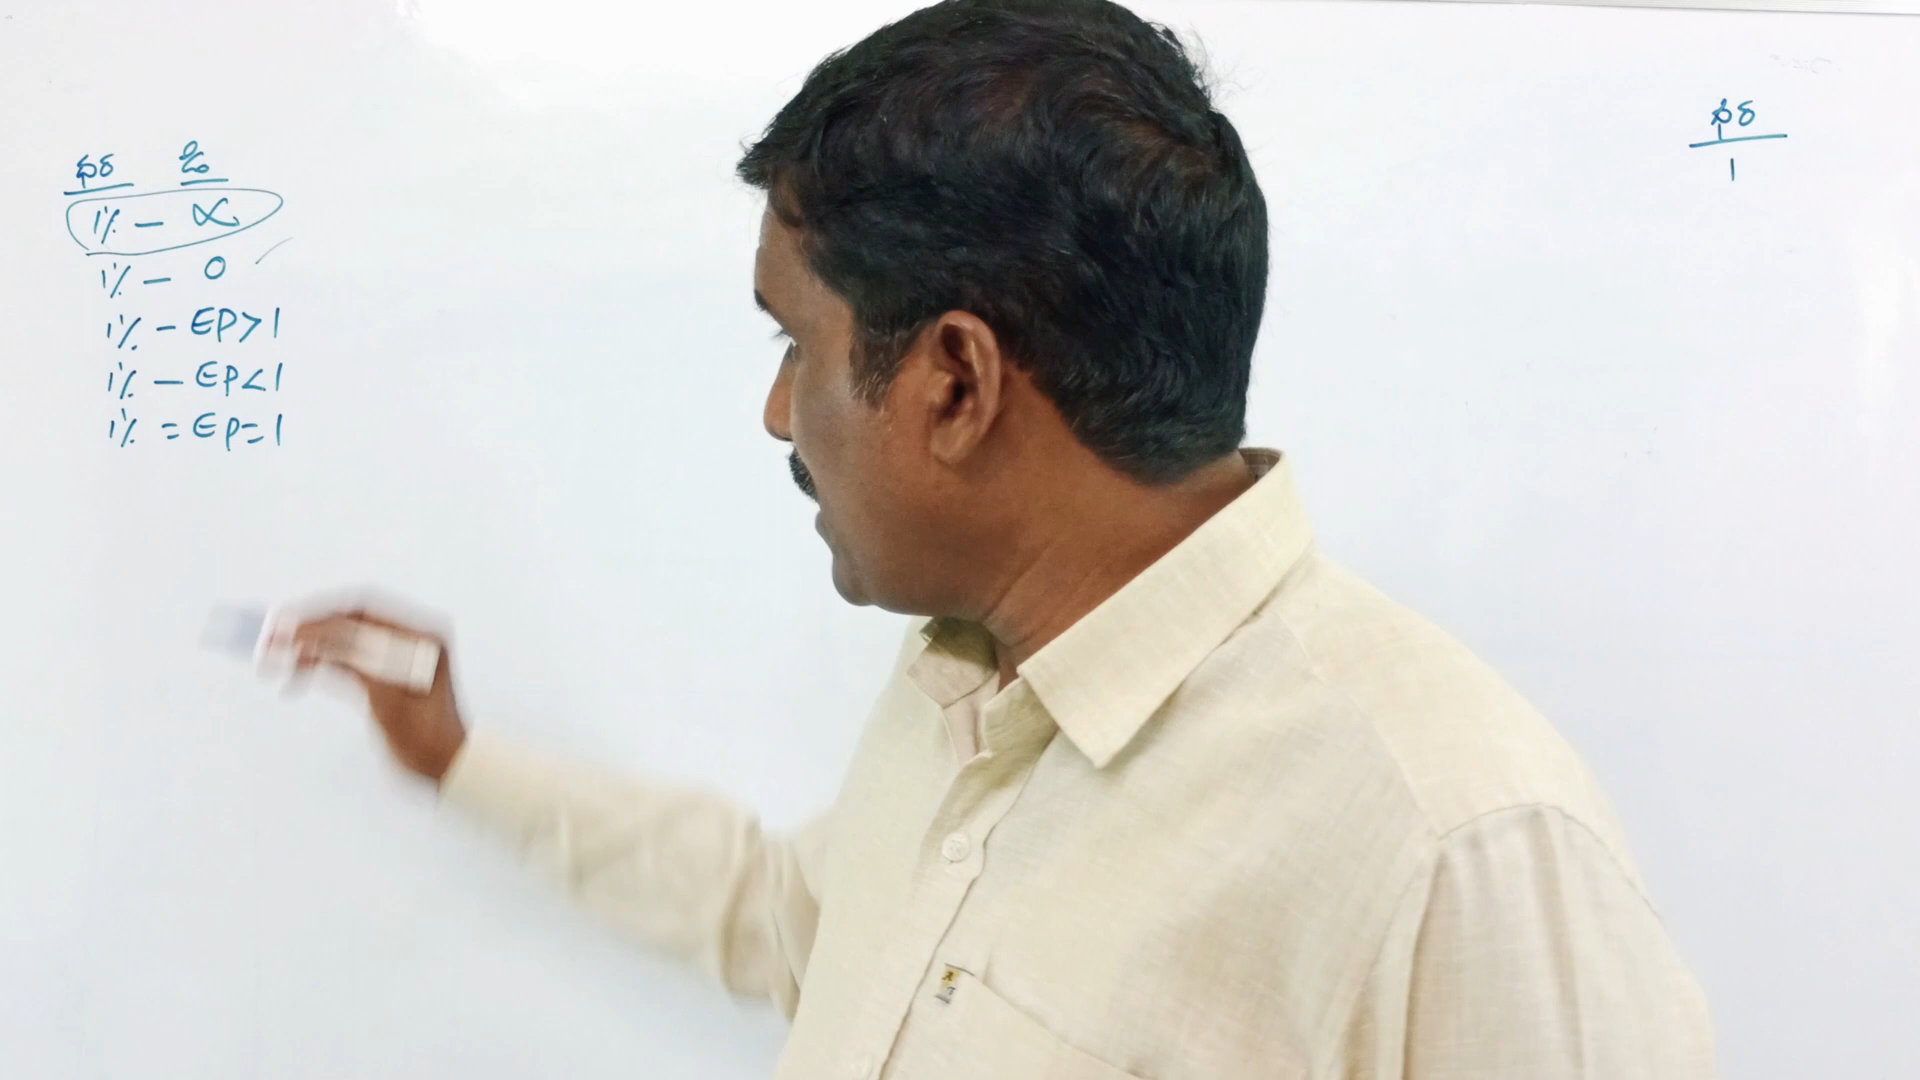 ధర డి
1% - ∝
1% - 0
1% - EP>1
1% - EP<1
1% = EP=1
ధర
1